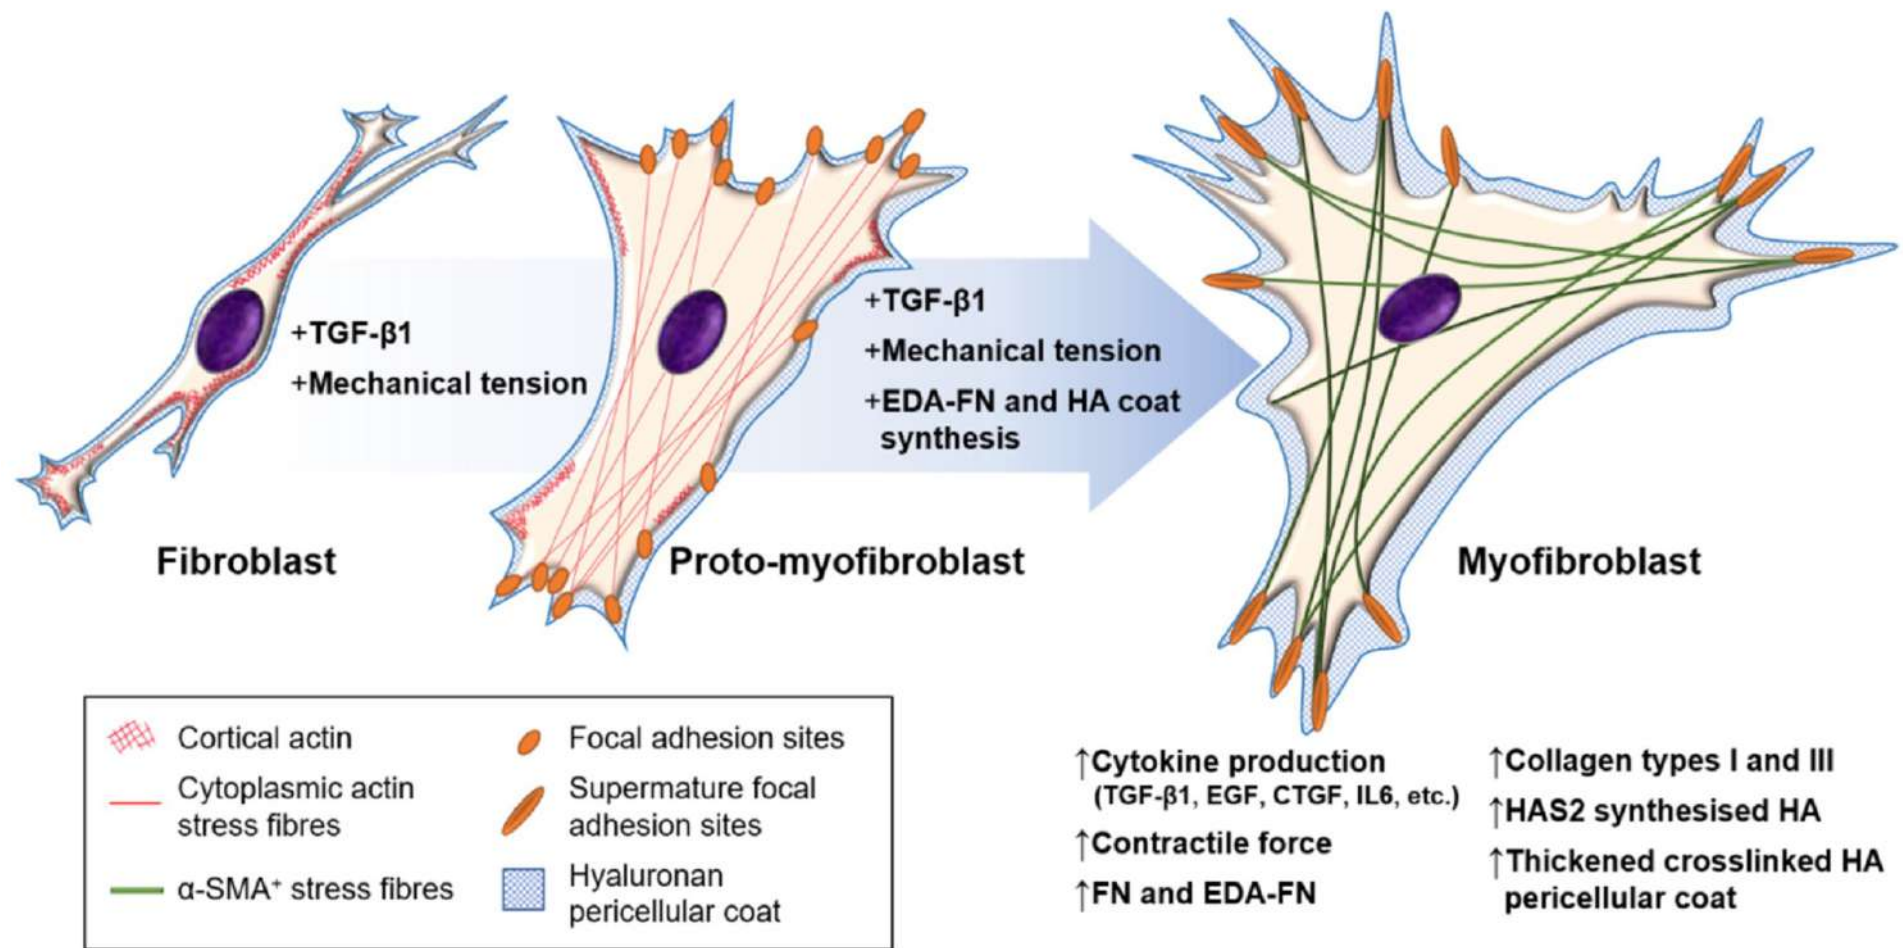 +TGF-β1
+Mechanical tension
+TGF-β1
+Mechanical tension
+EDA-FN and HA coat
synthesis
Fibroblast
Proto-myofibroblast
Myofibroblast
Cortical actin
Cytoplasmic actin
stress fibres
α-SMA⁺ stress fibres
Focal adhesion sites
Supermature focal
adhesion sites
Hyaluronan
pericellular coat
↑Cytokine production
(TGF-β1, EGF, CTGF, IL6, etc.)
↑Contractile force
↑FN and EDA-FN
↑Collagen types I and III
↑HAS2 synthesised HA
↑Thickened crosslinked HA
pericellular coat